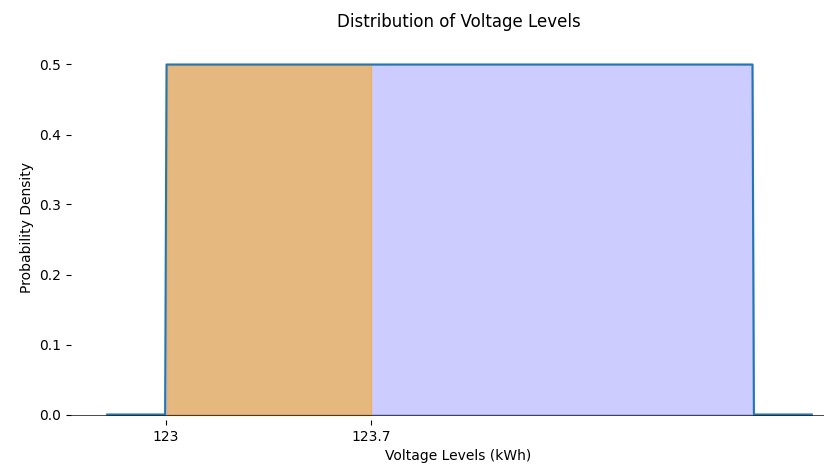 Distribution of Voltage Levels
0.5
0.4
0.3
0.2
0.1
0.0
Probability Density
123
123.7
Voltage Levels (kWh)